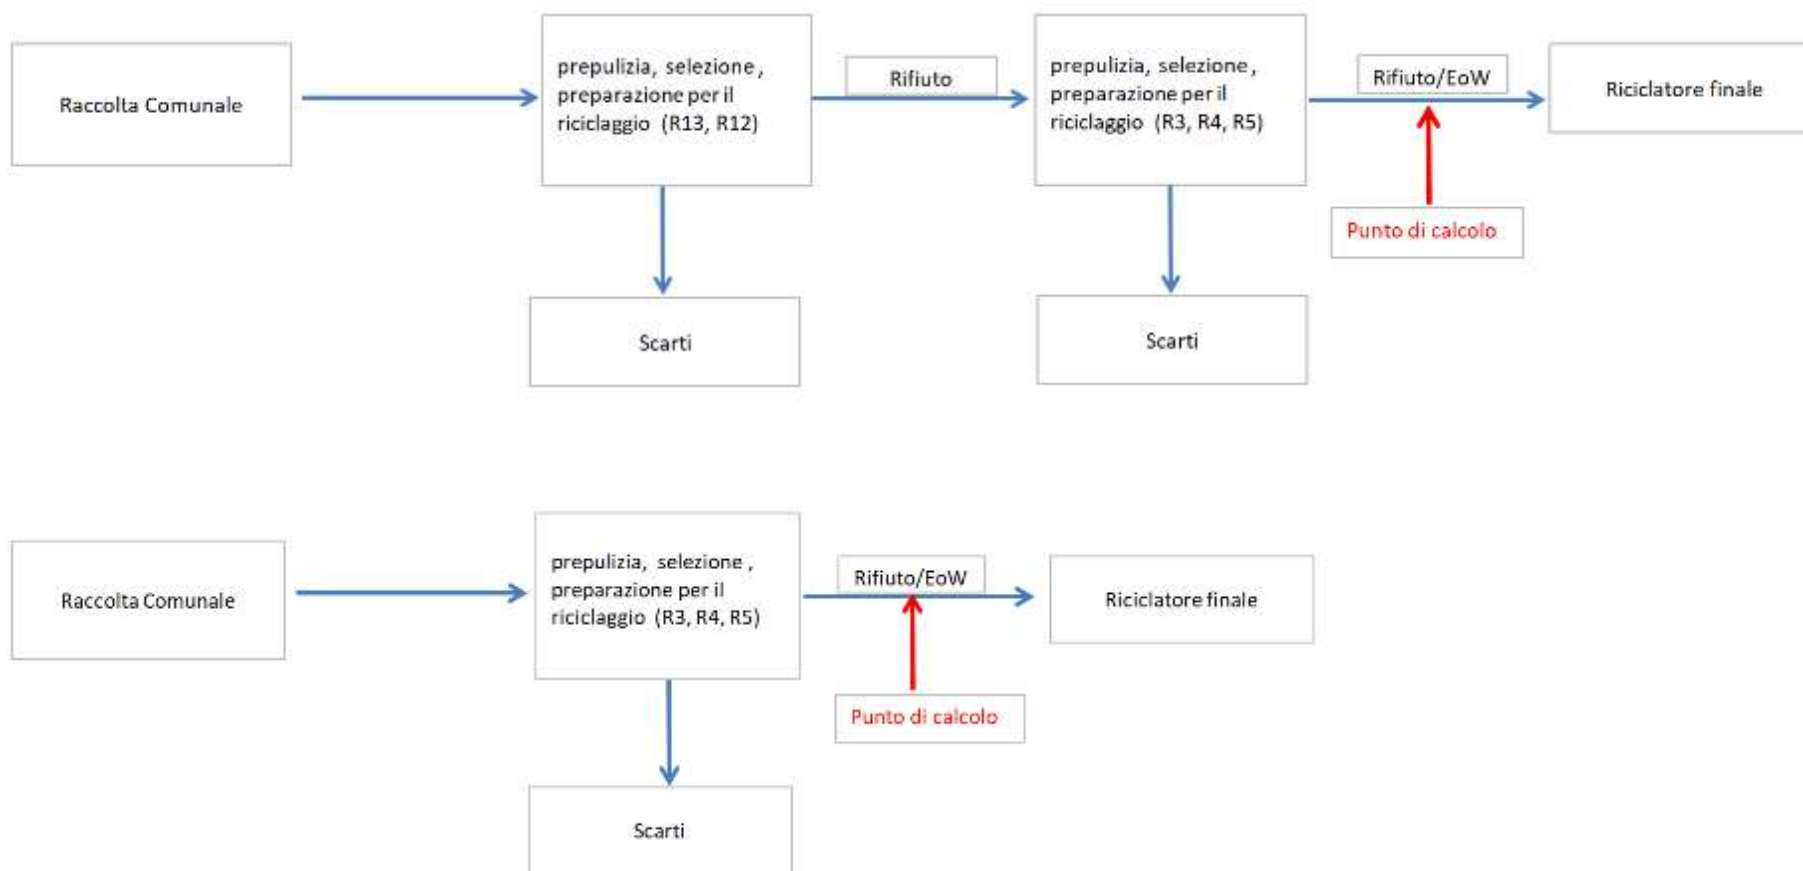 Raccolta Comunale
prepulizia, selezione ,
preparazione per il
riciclaggio (R13, R12)
Rifiuto
prepulizia, selezione ,
preparazione per il
riciclaggio (R3, R4, R5)
Rifiuto/EoW
Riciclatore finale
Punto di calcolo
Scarti
Scarti
Raccolta Comunale
prepulizia, selezione ,
preparazione per il
riciclaggio (R3, R4, R5)
Rifiuto/EoW
Riciclatore finale
Punto di calcolo
Scarti